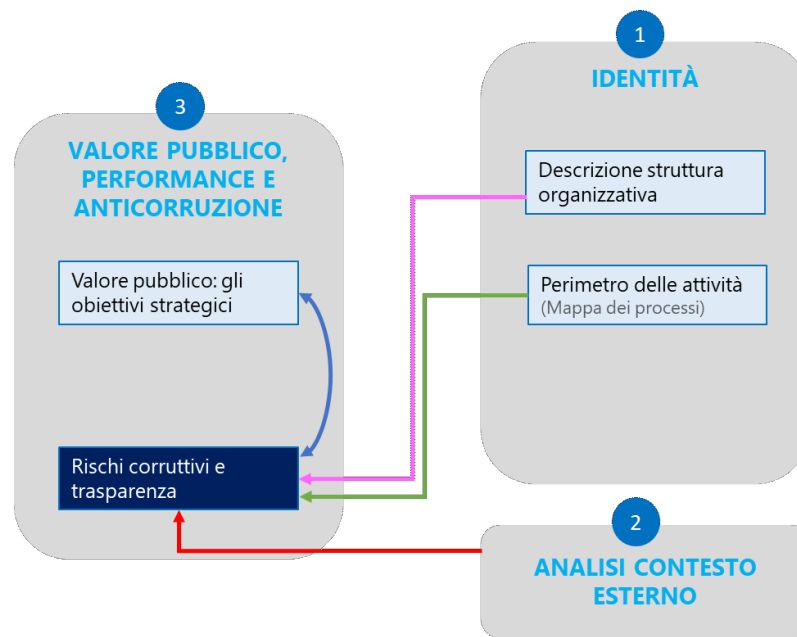 1
IDENTITÀ
Descrizione struttura
organizzativa
Perimetro delle attività
(Mappa dei processi)
2
ANALISI CONTESTO
ESTERNO
3
VALORE PUBBLICO,
PERFORMANCE E
ANTICORRUZIONE
Valore pubblico: gli
obiettivi strategici
Rischi corruttivi e
trasparenza